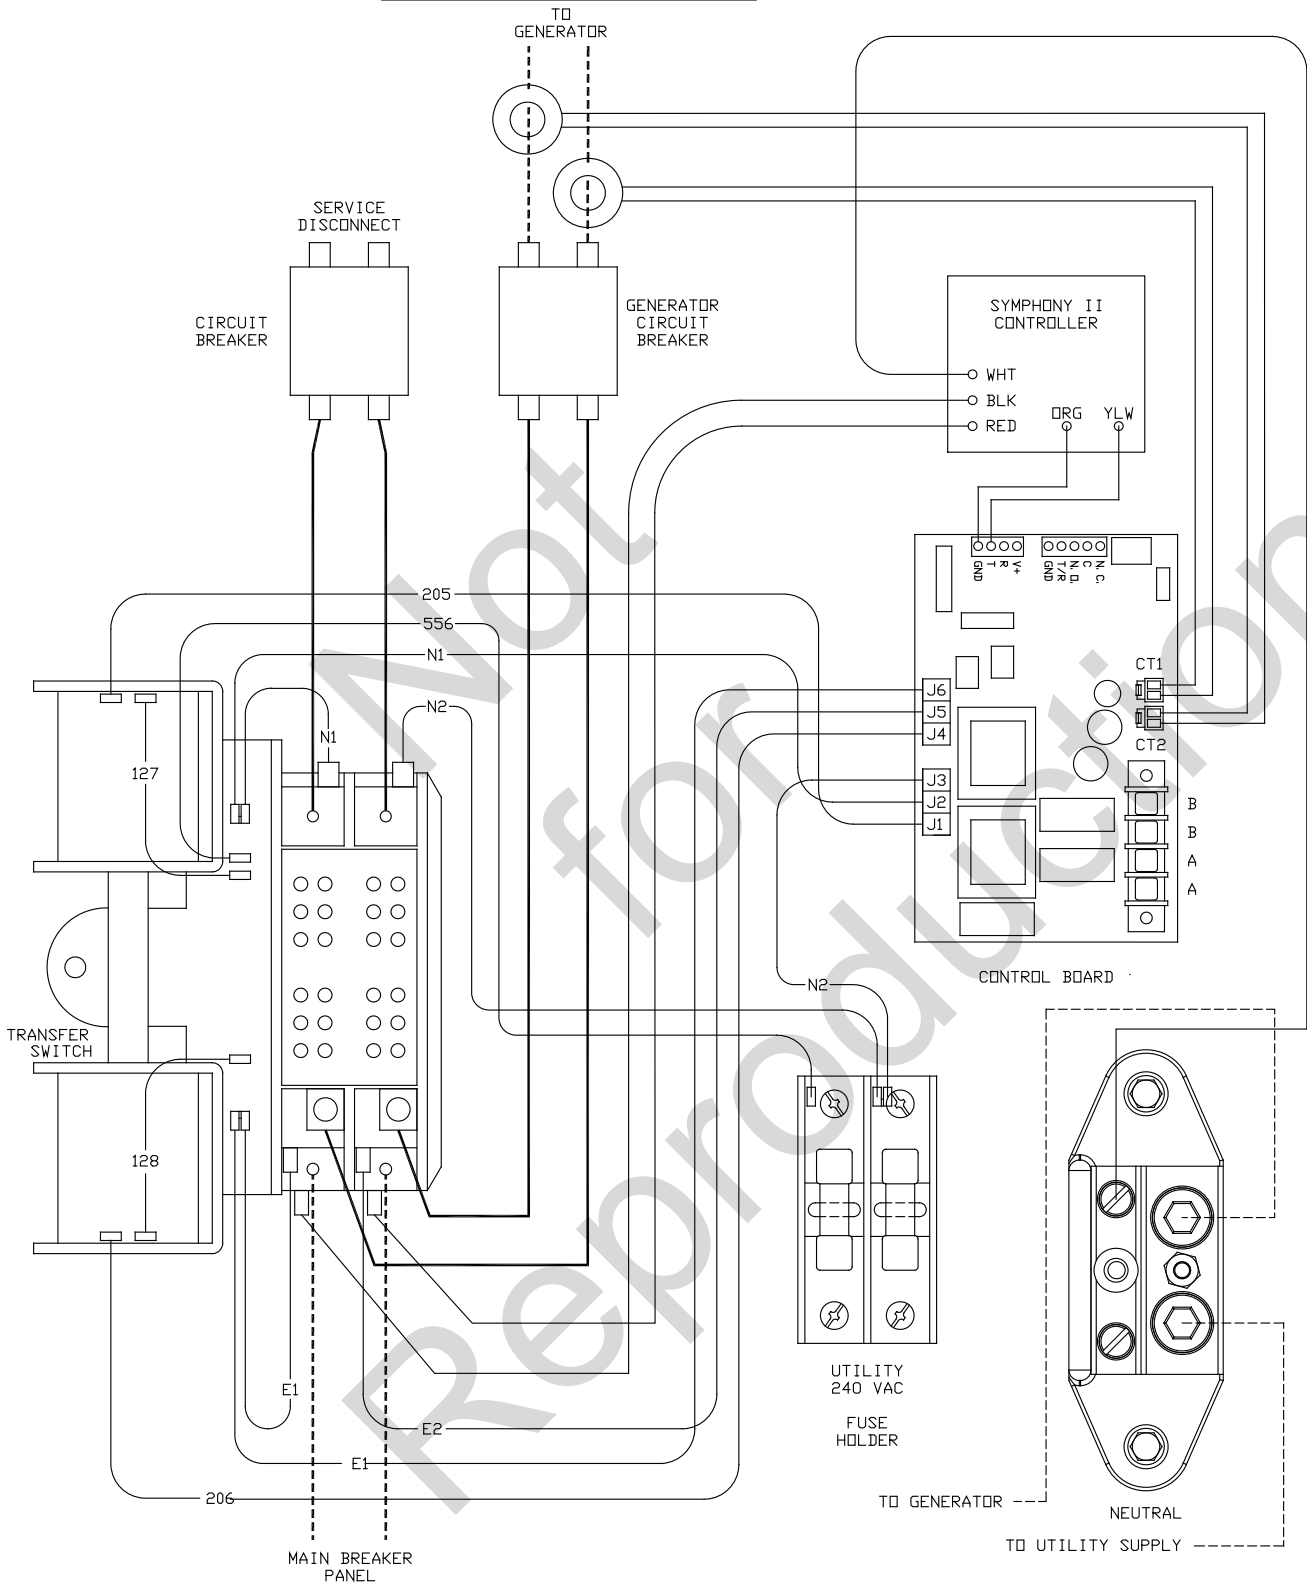 TO
GENERATOR
SERVICE
DISCONNECT
CIRCUIT
BREAKER
GENERATOR
CIRCUIT
BREAKER
SYMPHONY II
CONTROLLER
WHT
BLK
RED
ORG
YLW
GND
T
R
V+
GND
T/R
N.O.
C
N.C.
205
556
N1
N2
N1
127
CT1
CT2
J6
J5
J4
J3
J2
J1
B
B
A
A
CONTROL BOARD
N2
TRANSFER
SWITCH
128
E1
E2
E1
206
UTILITY
240 VAC
FUSE
HOLDER
TO GENERATOR
NEUTRAL
TO UTILITY SUPPLY
MAIN BREAKER
PANEL
Not
for
Reproduction